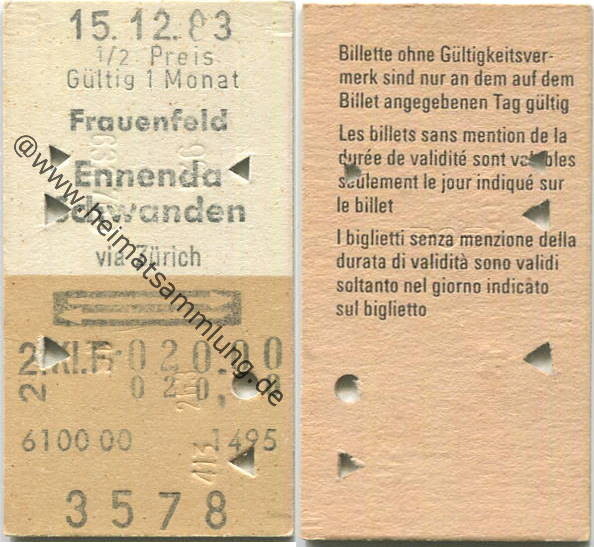 15.12.83
1/2 Preis
Gültig 1 Monat
Frauenfeld
Ennenda
Schwanden
via Zürich
2.Kl.Fr 020.00
2.
6100 00 1495
413
3578
@www.heimatsammlung.de
Billette ohne Gültigkeitsver-
merk sind nur an dem auf dem
Billet angegebenen Tag gültig
Les billets sans mention de la
durée de validité sont valables
seulement le jour indiqué sur
le billet
I biglietti senza menzione della
durata di validità sono validi
soltanto nel giorno indicato
sul biglietto